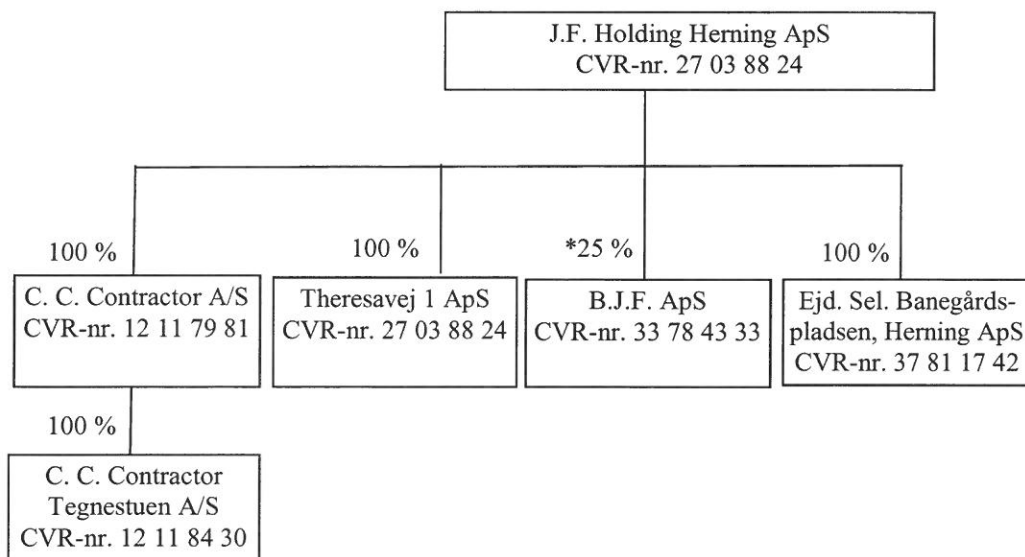 J.F. Holding Herning ApS
CVR-nr. 27 03 88 24
100 %
100 %
*25 %
100 %
C. C. Contractor A/S
CVR-nr. 12 11 79 81
Theresavej 1 ApS
CVR-nr. 27 03 88 24
B.J.F. ApS
CVR-nr. 33 78 43 33
Ejd. Sel. Banegårds-
pladsen, Herning ApS
CVR-nr. 37 81 17 42
100 %
C. C. Contractor
Tegnestuen A/S
CVR-nr. 12 11 84 30